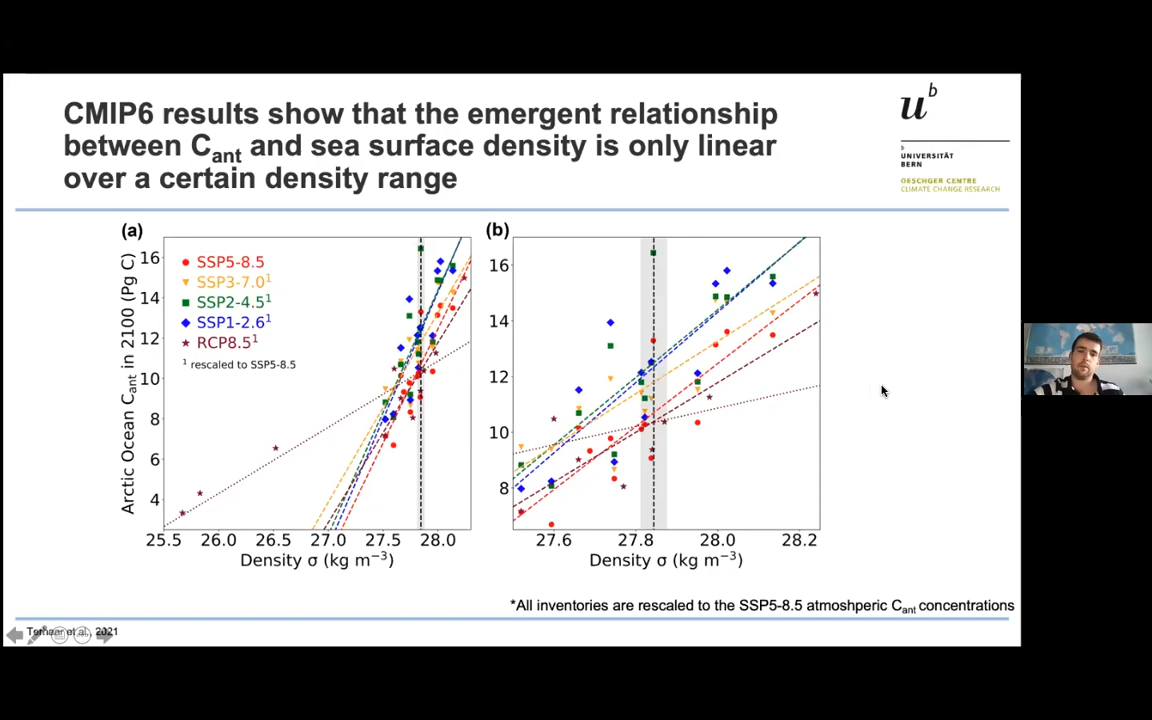 CMIP6 results show that the emergent relationship
between Cant and sea surface density is only linear
over a certain density range
u^b
b
UNIVERSITÄT
BERN
OESCHGER CENTRE
CLIMATE CHANGE RESEARCH
(a)
Arctic Ocean Cant in 2100 (Pg C)
16
14
12
10
8
6
4
SSP5-8.5
SSP3-7.0¹
SSP2-4.5¹
SSP1-2.6¹
RCP8.5¹
¹ rescaled to SSP5-8.5
25.5 26.0 26.5 27.0 27.5 28.0
Density σ (kg m⁻³)
(b)
16
14
12
10
8
27.6 27.8 28.0 28.2
Density σ (kg m⁻³)
*All inventories are rescaled to the SSP5-8.5 atmoshperic Cant concentrations
Terhaar et al., 2021